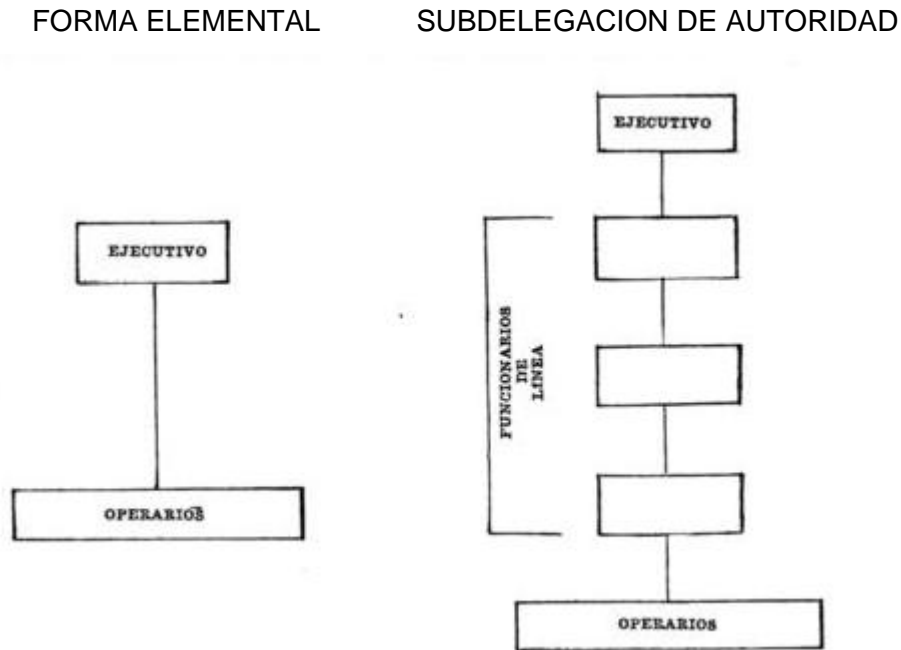 FORMA ELEMENTAL
SUBDELEGACION DE AUTORIDAD
EJECUTIVO
OPERARIOS
EJECUTIVO
FUNCIONARIOS
DE
LINEA
OPERARIOS